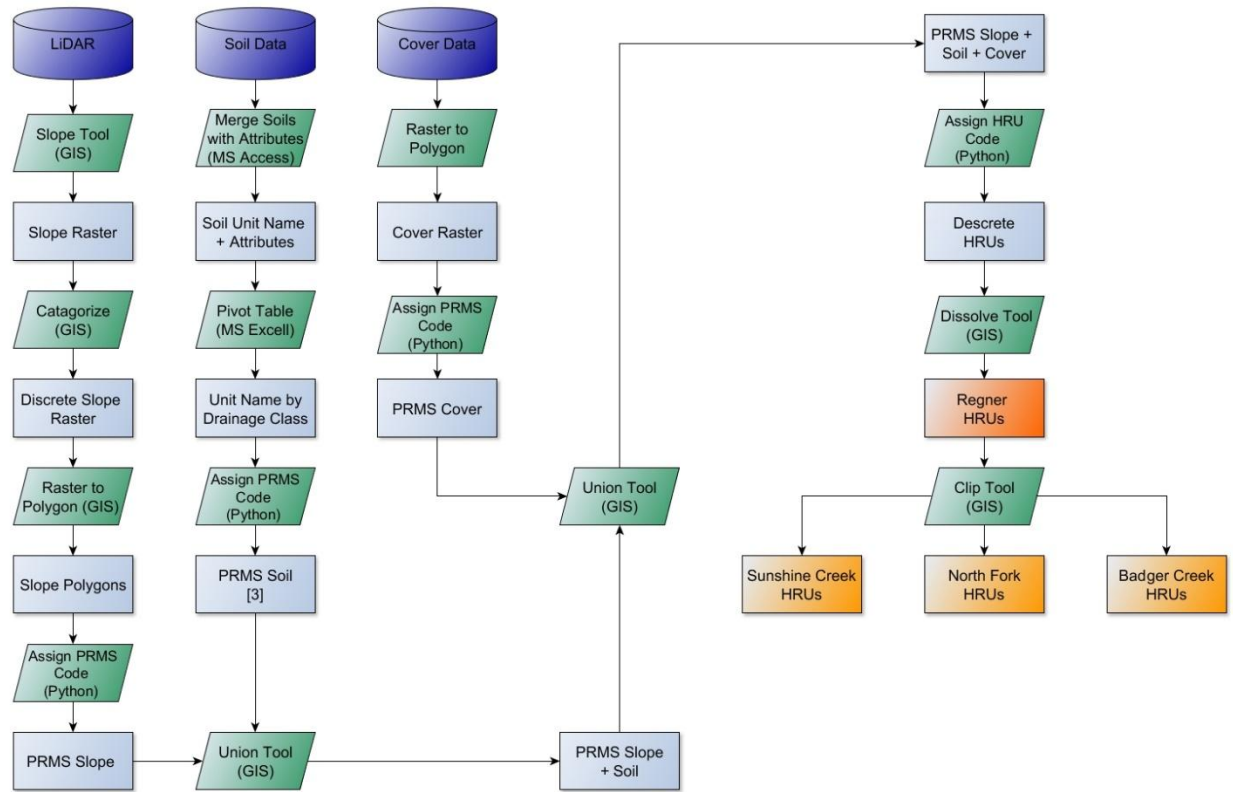 LiDAR
Slope Tool
(GIS)
Slope Raster
Catagorize
(GIS)
Discrete Slope
Raster
Raster to
Polygon (GIS)
Slope Polygons
Assign PRMS
Code
(Python)
PRMS Slope
Soil Data
Merge Soils
with Attributes
(MS Access)
Soil Unit Name
+ Attributes
Pivot Table
(MS Excell)
Unit Name by
Drainage Class
Assign PRMS
Code
(Python)
PRMS Soil
[3]
Union Tool
(GIS)
Cover Data
Raster to
Polygon
Cover Raster
Assign PRMS
Code
(Python)
PRMS Cover
Union Tool
(GIS)
PRMS Slope
+ Soil
PRMS Slope +
Soil + Cover
Assign HRU
Code
(Python)
Descrete
HRUs
Dissolve Tool
(GIS)
Regner
HRUs
Clip Tool
(GIS)
Sunshine Creek
HRUs
North Fork
HRUs
Badger Creek
HRUs